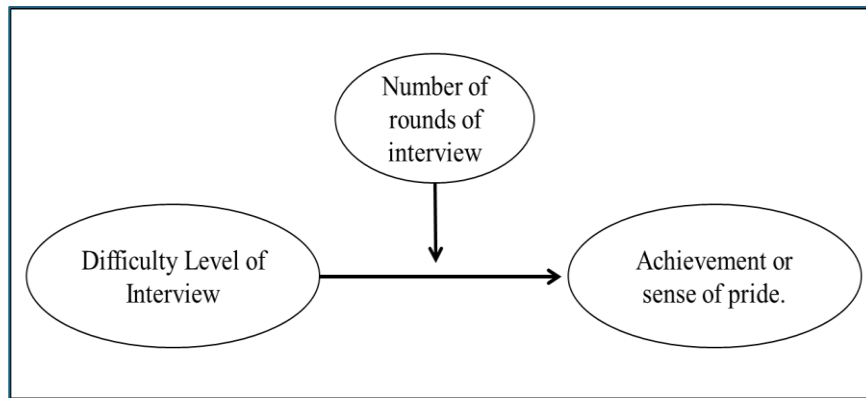 Number of
rounds of
interview
Difficulty Level of
Interview
Achievement or
sense of pride.